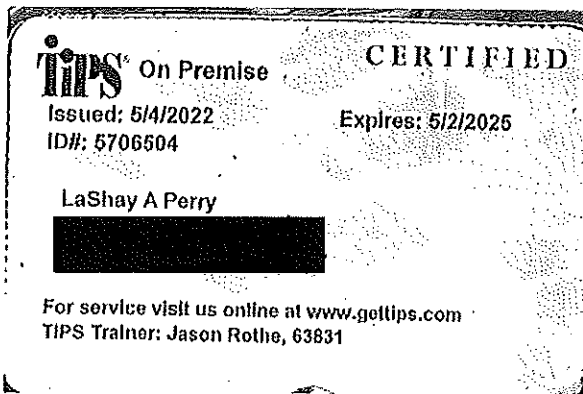 TiPS® On Premise
CERTIFIED
Issued: 5/4/2022
Expires: 5/2/2025
ID#: 5706504
LaShay A Perry
For service visit us online at www.gettips.com
TIPS Trainer: Jason Rothe, 63831